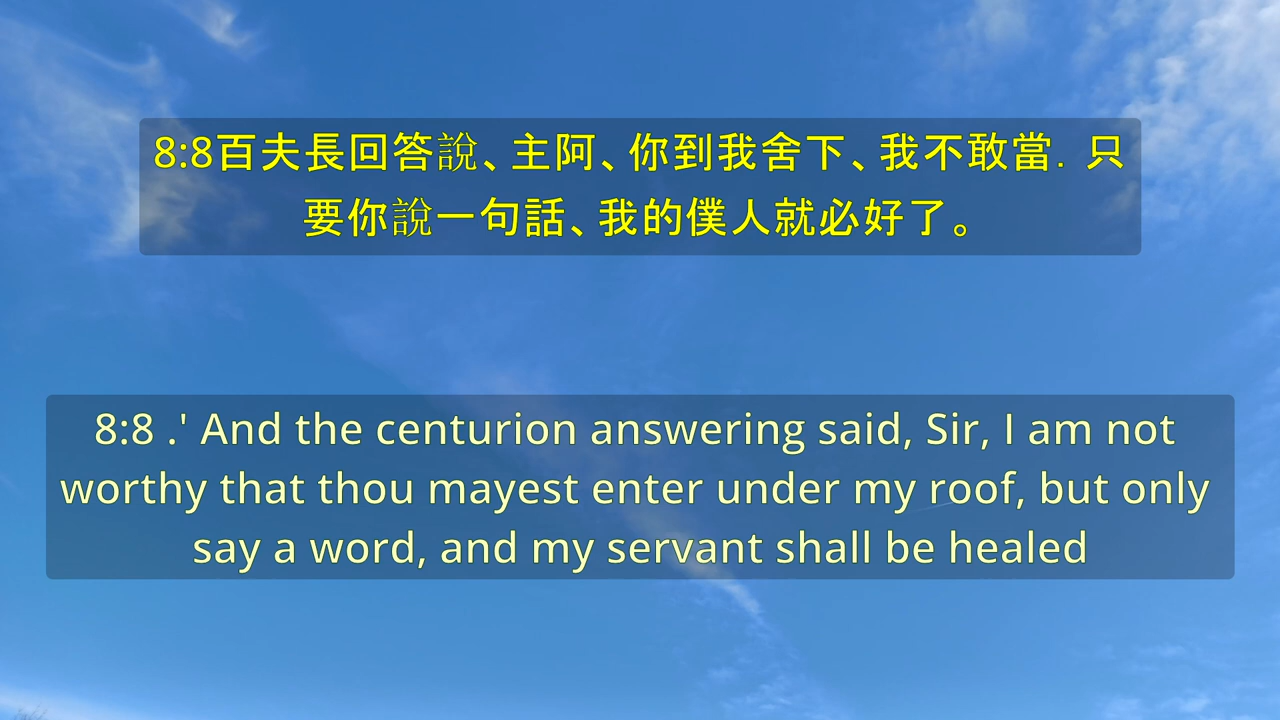 8:8百夫長回答說、主阿、你到我舍下、我不敢當．只
要你說一句話、我的僕人就必好了。
8:8 .' And the centurion answering said, Sir, I am not
worthy that thou mayest enter under my roof, but only
say a word, and my servant shall be healed